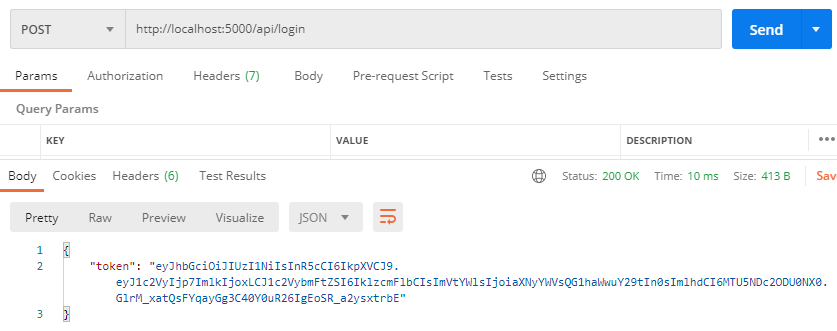 POST http://localhost:5000/api/login Send
Params Authorization Headers (7) Body Pre-request Script Tests Settings
Query Params
KEY VALUE DESCRIPTION
Body Cookies Headers (6) Test Results Status: 200 OK Time: 10 ms Size: 413 B Sav
Pretty Raw Preview Visualize JSON
1 {
2 "token": "eyJhbGciOiJIUzI1NiIsInR5cCI6IkpXVCJ9.
eyJ1c2VyIjp7ImlkIjoxLCJ1c2VybmFtZSI6IklzcmFlbCIsImVtYWlsIjoiaXNyYWVsQG1haWwuY29tIn0sImlhdCI6MTU5NDc2ODU0NX0.
GlrM_xatQsFYqayGg3C40Y0uR26IgEoSR_a2ysxtrbE"
3 }